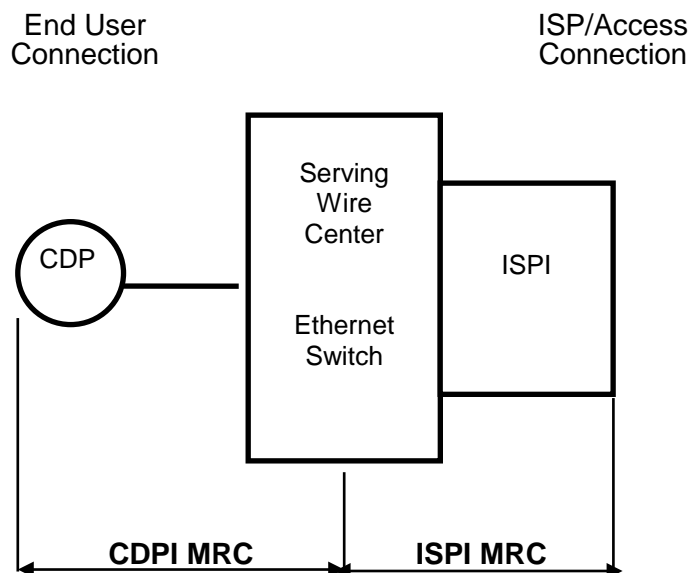 End User
Connection
ISP/Access
Connection
Serving
Wire
Center
CDP
ISPI
Ethernet
Switch
CDPI MRC
ISPI MRC